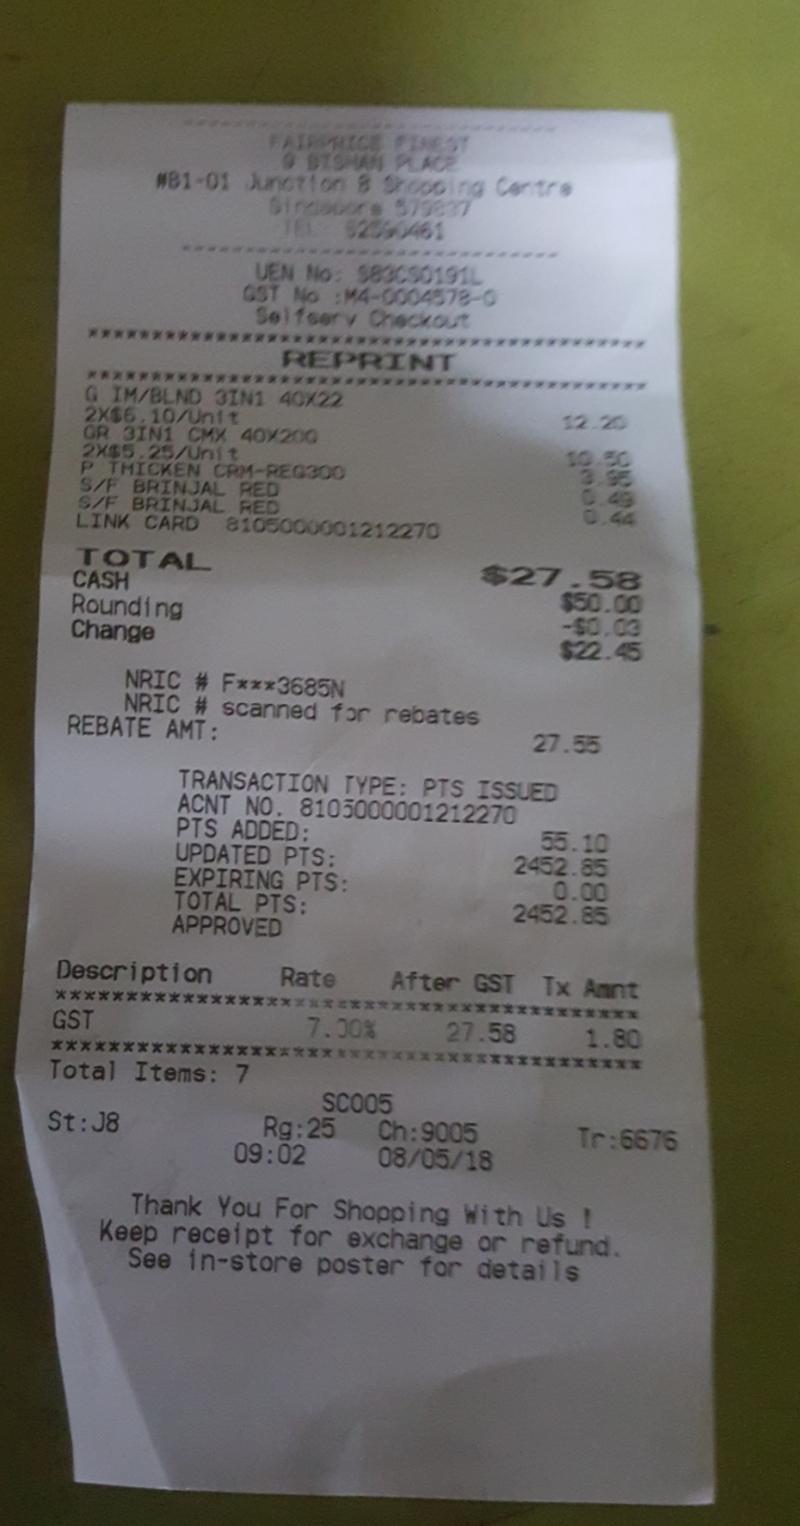 FAIRPRICE FINEST
9 BISHAN PLACE
#B1-01 Junction 8 Shopping Centre
Singapore 579837
TEL: 62590461
UEN No: S83CS0191L
GST No :M4-0004578-0
Selfserv Checkout
****************************************
REPRINT
****************************************
G IM/BLND 3IN1 40X22
2X$6.10/Unit 12.20
GR 3IN1 CMX 40X20G
2X$5.25/Unit 10.50
P THICKEN CRM-REG300 3.95
S/F BRINJAL RED 0.49
S/F BRINJAL RED 0.44
LINK CARD 8105000001212270
TOTAL $27.58
CASH $50.00
Rounding -$0.03
Change $22.45
NRIC # F***3685N
NRIC # scanned for rebates
REBATE AMT: 27.55
TRANSACTION TYPE: PTS ISSUED
ACNT NO. 8105000001212270
PTS ADDED: 55.10
UPDATED PTS: 2452.85
EXPIRING PTS: 0.00
TOTAL PTS: 2452.85
APPROVED
Description Rate After GST Tx Amnt
****************************************
GST 7.00% 27.58 1.80
****************************************
Total Items: 7
SC005
St:J8 Rg:25 Ch:9005 Tr:6676
09:02 08/05/18
Thank You For Shopping With Us !
Keep receipt for exchange or refund.
See in-store poster for details